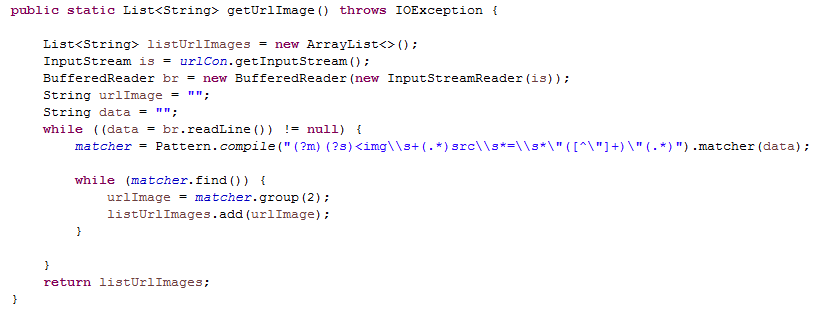 public static List<String> getUrlImage() throws IOException {
List<String> listUrlImages = new ArrayList<>();
InputStream is = urlCon.getInputStream();
BufferedReader br = new BufferedReader(new InputStreamReader(is));
String urlImage = "";
String data = "";
while ((data = br.readLine()) != null) {
matcher = Pattern.compile("(?m)(?s)<img\\s+(.*)src\\s*=\\s*\"([^\"]+)\"(.*)").matcher(data);
while (matcher.find()) {
urlImage = matcher.group(2);
listUrlImages.add(urlImage);
}
}
return listUrlImages;
}